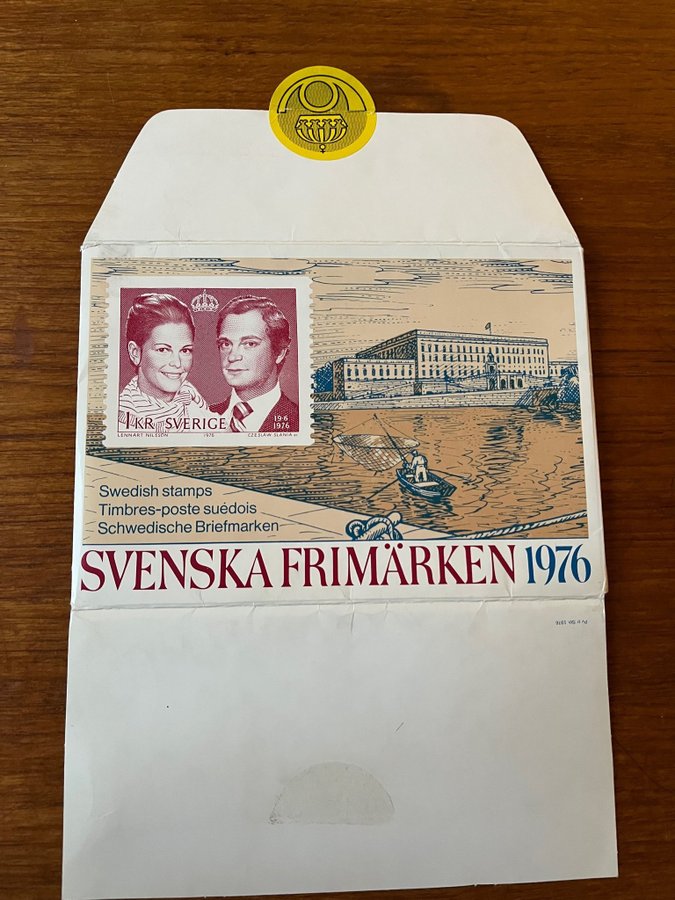 1 KR SVERIGE
19·6
1976
LENNART NILSSON 1976 CZESLAW SLANIA sc
Swedish stamps
Timbres-poste suédois
Schwedische Briefmarken
SVENSKA FRIMÄRKEN 1976